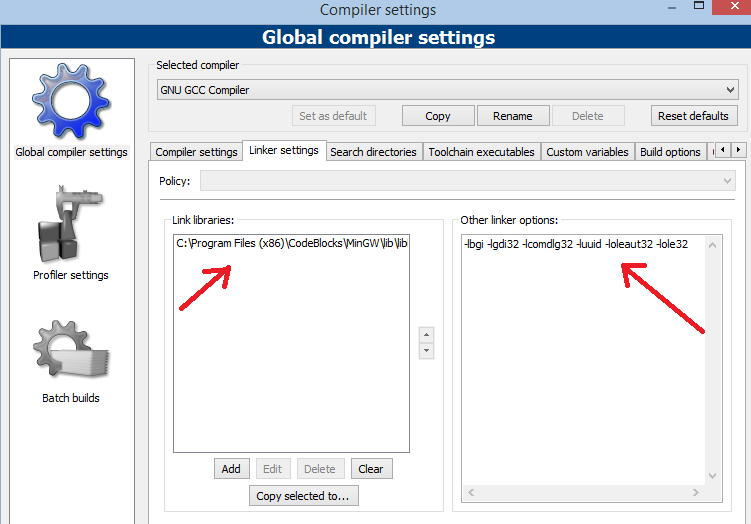 Compiler settings
Global compiler settings
Global compiler settings
Profiler settings
Batch builds
Selected compiler
GNU GCC Compiler
Set as default Copy Rename Delete Reset defaults
Compiler settings Linker settings Search directories Toolchain executables Custom variables Build options
Policy:
Link libraries:
C:\Program Files (x86)\CodeBlocks\MinGW\lib\lib
Add Edit Delete Clear
Copy selected to...
Other linker options:
-lbgi -lgdi32 -lcomdlg32 -luuid -loleaut32 -lole32